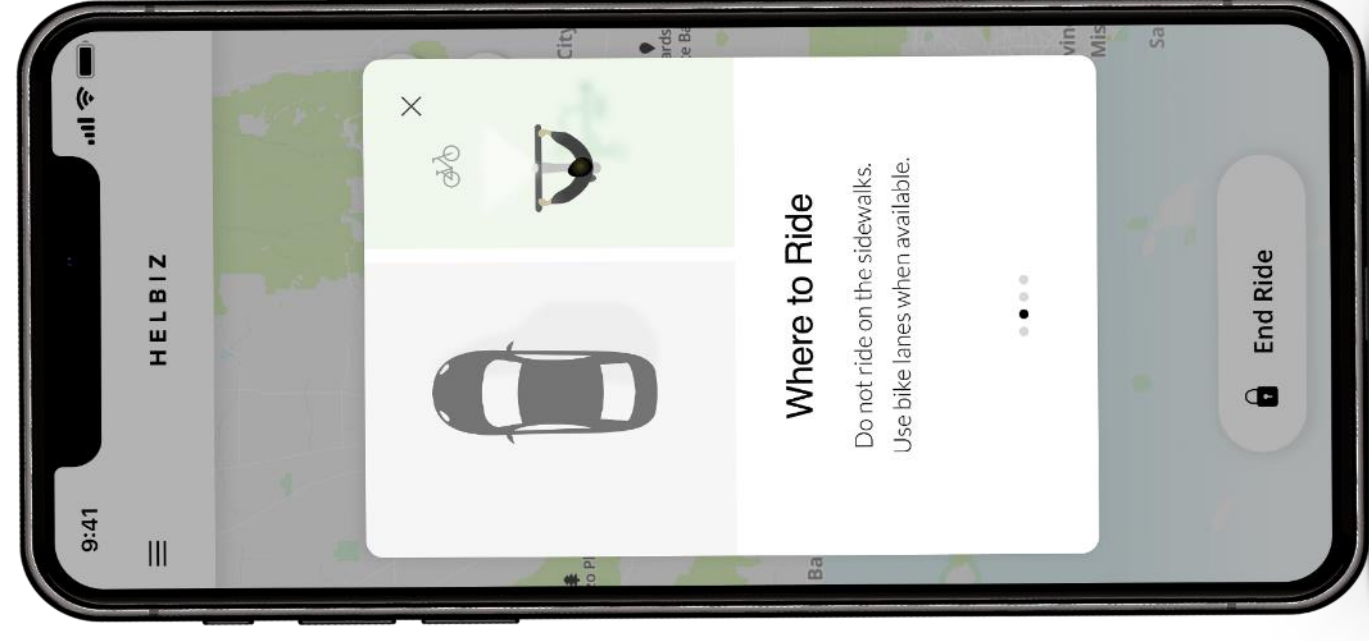 9:41
HELBIZ
City
Where to Ride
Do not ride on the sidewalks.
Use bike lanes when available.
End Ride